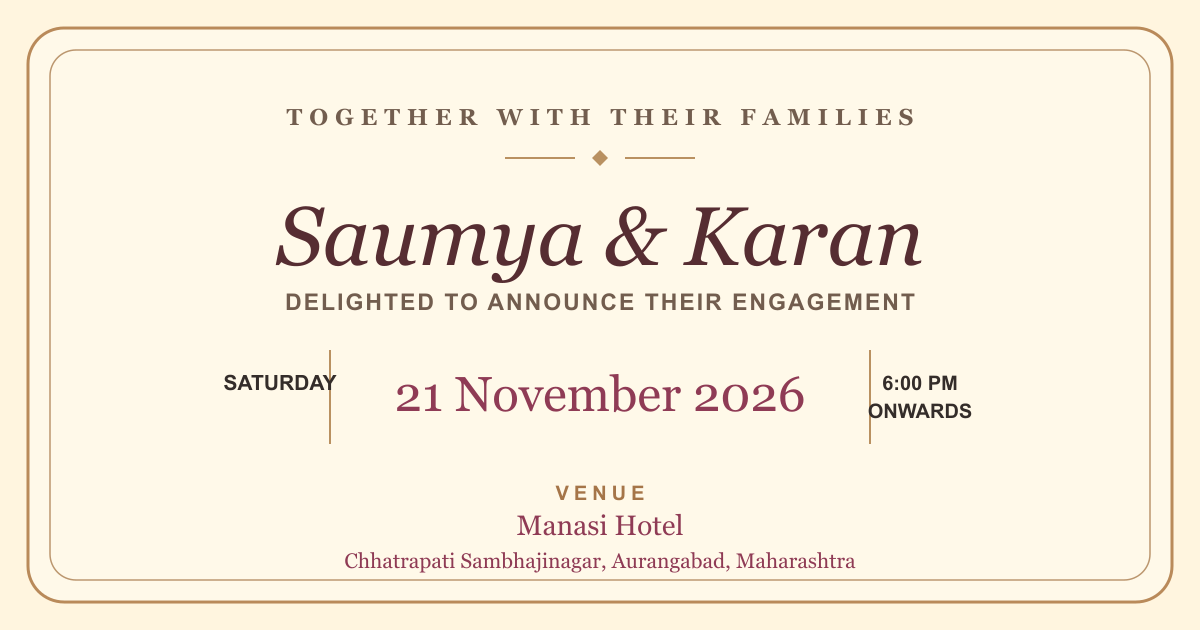 TOGETHER WITH THEIR FAMILIES
Saumya & Karan
DELIGHTED TO ANNOUNCE THEIR ENGAGEMENT
SATURDAY
21 November 2026
6:00 PM
ONWARDS
VENUE
Manasi Hotel
Chhatrapati Sambhajinagar, Aurangabad, Maharashtra